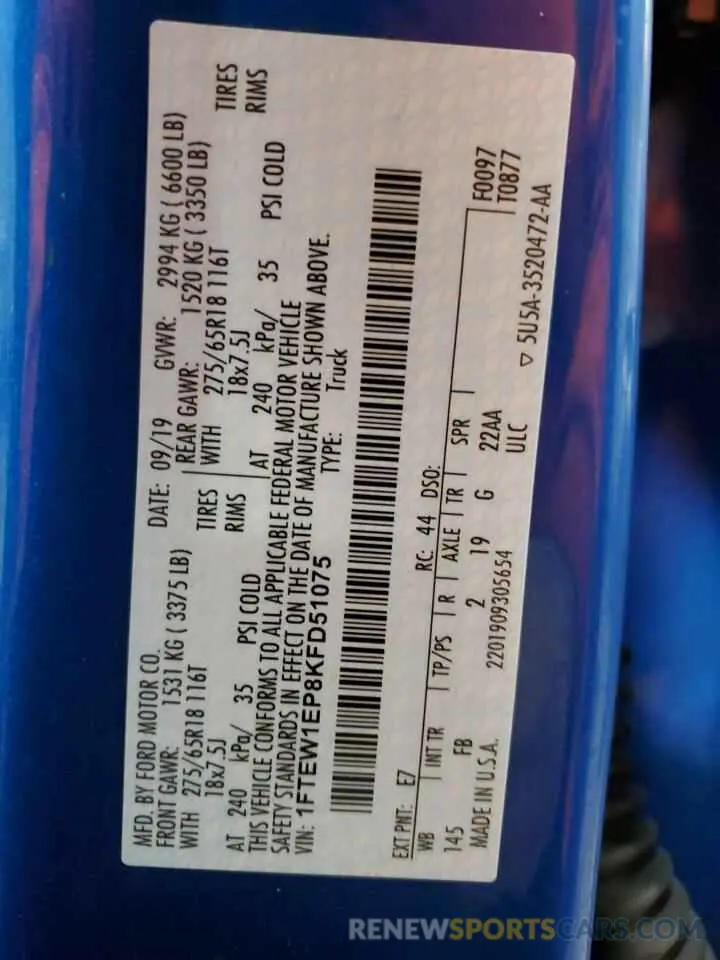 MFD. BY FORD MOTOR CO.
DATE: 09/19 GVWR: 2994 KG ( 6600 LB)
FRONT GAWR: 1531 KG ( 3375 LB)
REAR GAWR: 1520 KG ( 3350 LB)
WITH 275/65R18 116T TIRES
WITH 275/65R18 116T TIRES
18x7.5J RIMS
18x7.5J RIMS
AT 240 kPa/ 35 PSI COLD
AT 240 kPa/ 35 PSI COLD
THIS VEHICLE CONFORMS TO ALL APPLICABLE FEDERAL MOTOR VEHICLE
SAFETY STANDARDS IN EFFECT ON THE DATE OF MANUFACTURE SHOWN ABOVE.
VIN: 1FTEW1EP8KFD51075 TYPE: Truck
EXT PNT: E7 RC: 44 DSO: F0097
WB INT TR TP/PS R AXLE TR SPR T0877
145 FB 2 19 G 22AA
MADE IN U.S.A. 2201909305654 ULC
▽ 5U5A-3520472-AA
RENEWSPORTSCARS.COM